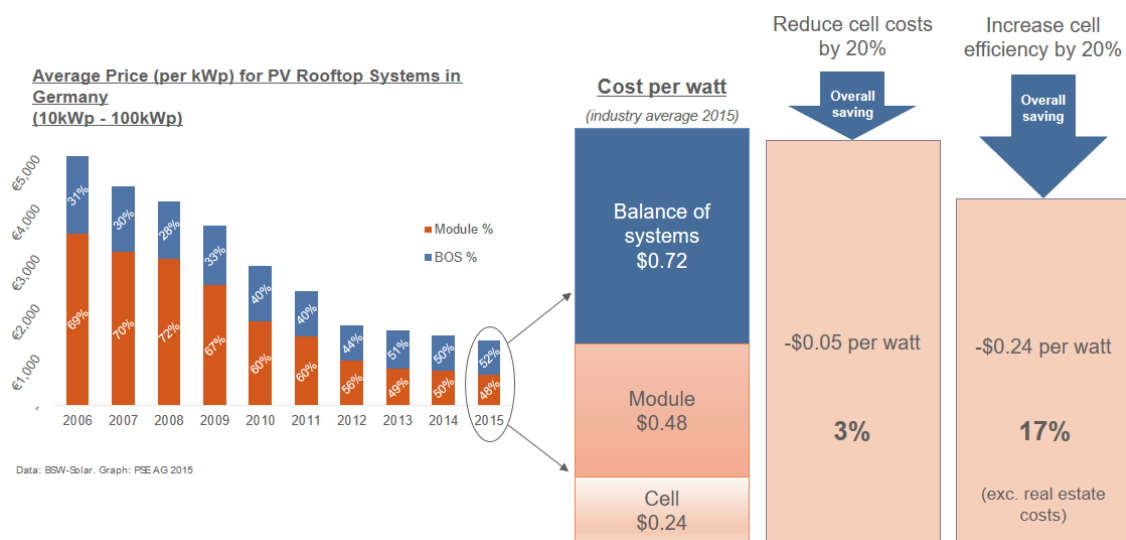 Average Price (per kWp) for PV Rooftop Systems in
Germany
(10kWp - 100kWp)
€5,000
€4,000
€3,000
€2,000
€1,000
-
31%
69%
30%
70%
28%
72%
33%
67%
40%
60%
40%
60%
44%
56%
51%
49%
50%
50%
52%
48%
2006
2007
2008
2009
2010
2011
2012
2013
2014
2015
Module %
BOS %
Data: BSW-Solar. Graph: PSE AG 2015
Cost per watt
(industry average 2015)
Balance of
systems
$0.72
Module
$0.48
Cell
$0.24
Reduce cell costs
by 20%
Overall
saving
-$0.05 per watt
3%
Increase cell
efficiency by 20%
Overall
saving
-$0.24 per watt
17%
(exc. real estate
costs)